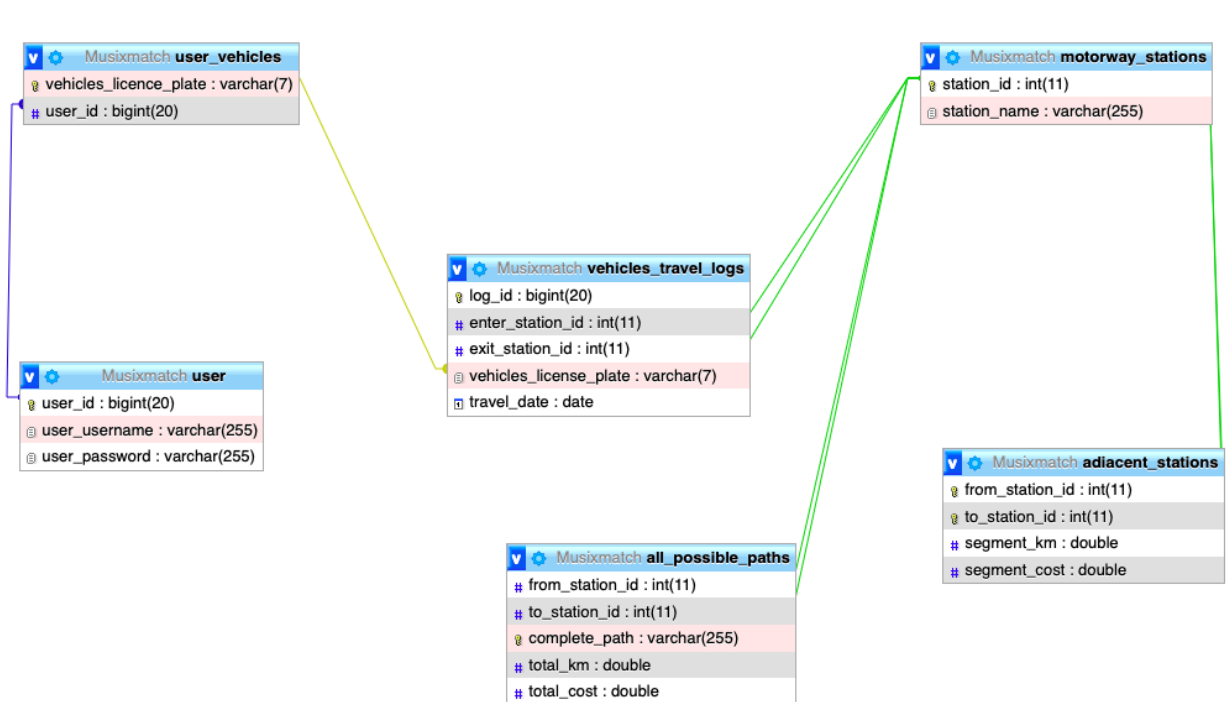 v Musixmatch user_vehicles
vehicles_licence_plate : varchar(7)
# user_id : bigint(20)
v Musixmatch motorway_stations
station_id : int(11)
station_name : varchar(255)
v Musixmatch vehicles_travel_logs
log_id : bigint(20)
# enter_station_id : int(11)
# exit_station_id : int(11)
vehicles_license_plate : varchar(7)
travel_date : date
v Musixmatch user
user_id : bigint(20)
user_username : varchar(255)
user_password : varchar(255)
v Musixmatch adiacent_stations
from_station_id : int(11)
to_station_id : int(11)
# segment_km : double
# segment_cost : double
v Musixmatch all_possible_paths
# from_station_id : int(11)
# to_station_id : int(11)
complete_path : varchar(255)
# total_km : double
# total_cost : double